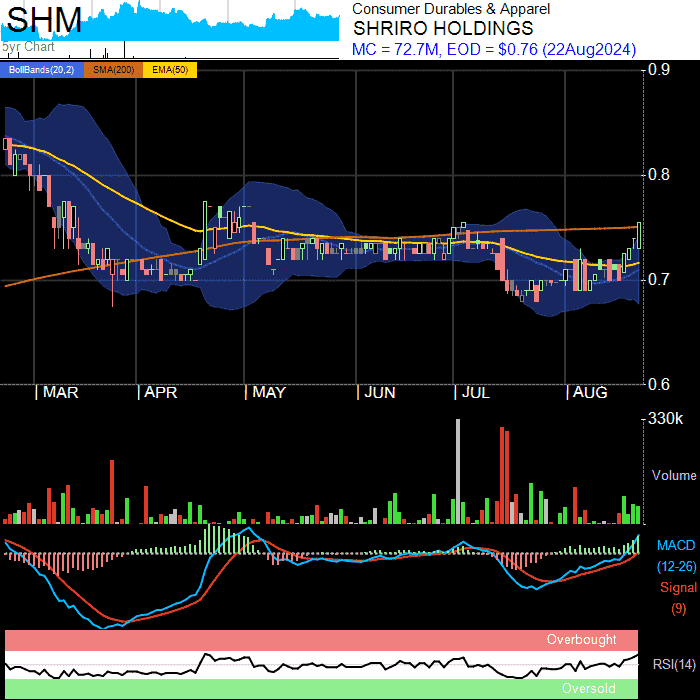 SHM
5yr Chart
Consumer Durables & Apparel
SHRIRO HOLDINGS
MC = 72.7M, EOD = $0.76 (22Aug2024)
BollBands(20,2) SMA(200) EMA(50)
0.9
0.8
0.7
0.6
MAR APR MAY JUN JUL AUG
330k
Volume
MACD
(12-26)
Signal
(9)
Overbought
RSI(14)
Oversold